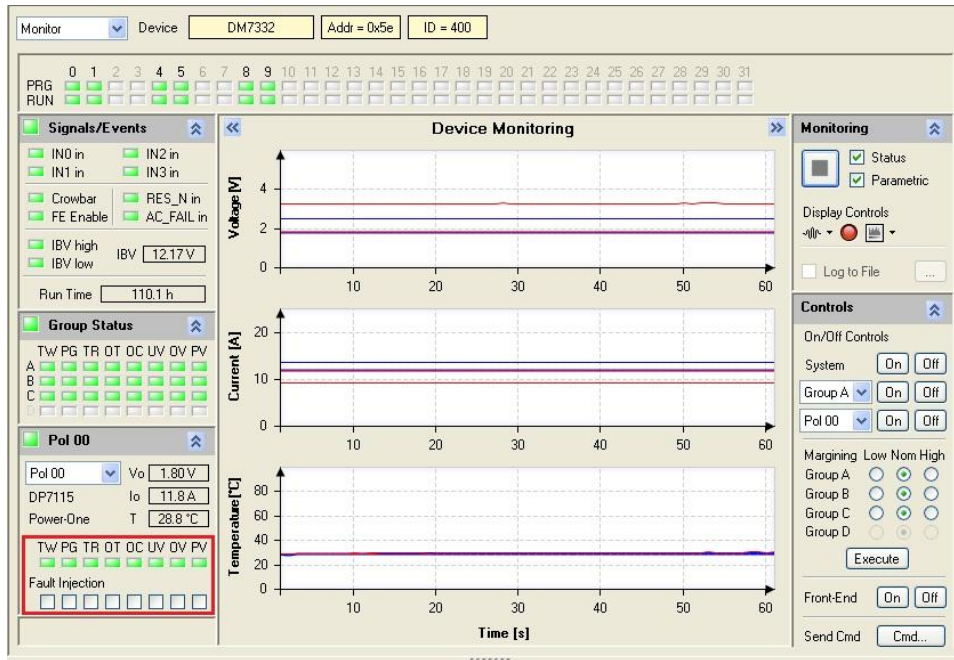 Monitor Device DM7332 Addr = 0x5e ID = 400
0 1 2 3 4 5 6 7 8 9 10 11 12 13 14 15 16 17 18 19 20 21 22 23 24 25 26 27 28 29 30 31
PRG
RUN
Signals/Events
IN0 in IN2 in
IN1 in IN3 in
Crowbar RES_N in
FE Enable AC_FAIL in
IBV high
IBV low
IBV 12.17 V
Run Time 110.1 h
Group Status
TW PG TR OT OC UV OV PV
A
B
C
D
Pol 00
Pol 00 Vo 1.80 V
DP7115 Io 11.8 A
Power-One T 28.8 °C
TW PG TR OT OC UV OV PV
Fault Injection
Device Monitoring
Voltage [V]
4
2
0
10 20 30 40 50 60
Current [A]
20
10
0
10 20 30 40 50 60
Temperature[°C]
80
60
40
20
0
10 20 30 40 50 60
Time [s]
Monitoring
Status
Parametric
Display Controls
Log to File ...
Controls
On/Off Controls
System On Off
Group A On Off
Pol 00 On Off
Margining Low Nom High
Group A
Group B
Group C
Group D
Execute
Front-End On Off
Send Cmd Cmd...